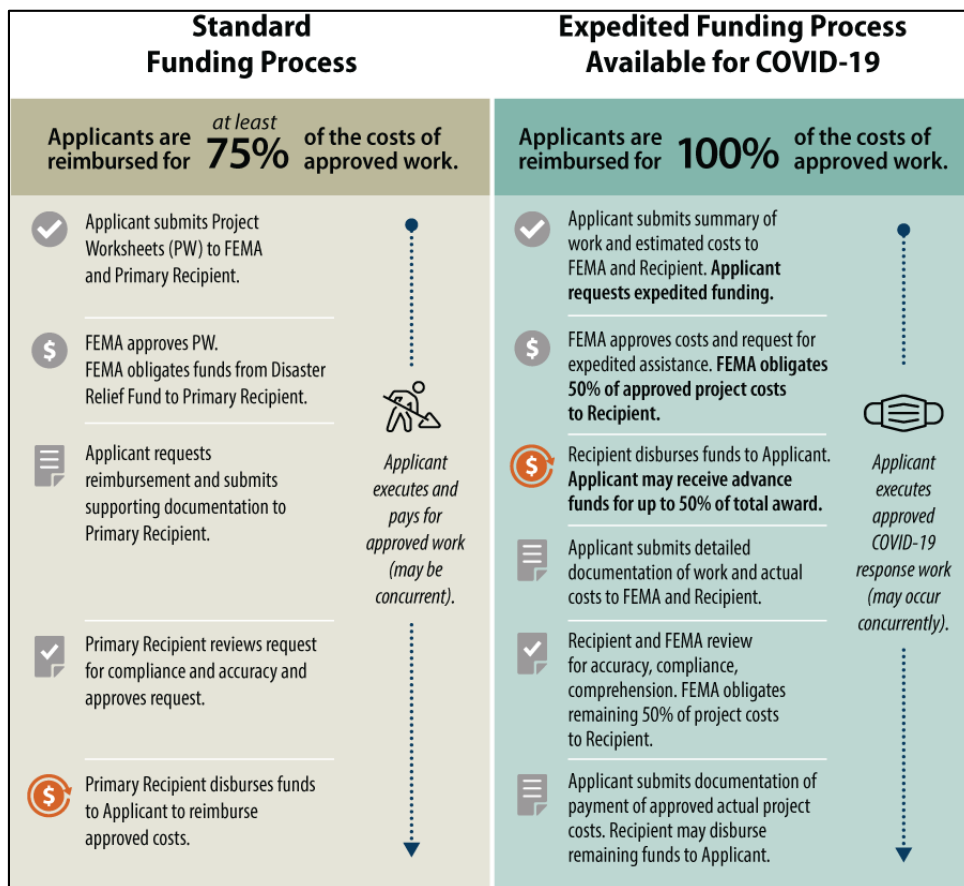 Standard
Funding Process
Applicants are
reimbursed for
at least
75%
of the costs of
approved work.
Applicant submits Project
Worksheets (PW) to FEMA
and Primary Recipient.
$
FEMA approves PW.
FEMA obligates funds from Disaster
Relief Fund to Primary Recipient.
Applicant requests
reimbursement and submits
supporting documentation to
Primary Recipient.
Primary Recipient reviews request
for compliance and accuracy and
approves request.
$
Primary Recipient disburses funds
to Applicant to reimburse
approved costs.
Applicant
executes and
pays for
approved work
(may be
concurrent).
Expedited Funding Process
Available for COVID-19
Applicants are
reimbursed for
100%
of the costs of
approved work.
Applicant submits summary of
work and estimated costs to
FEMA and Recipient. Applicant
requests expedited funding.
$
FEMA approves costs and request for
expedited assistance. FEMA obligates
50% of approved project costs
to Recipient.
$
Recipient disburses funds to Applicant.
Applicant may receive advance
funds for up to 50% of total award.
Applicant submits detailed
documentation of work and actual
costs to FEMA and Recipient.
Recipient and FEMA review
for accuracy, compliance,
comprehension. FEMA obligates
remaining 50% of project costs
to Recipient.
Applicant submits documentation of
payment of approved actual project
costs. Recipient may disburse
remaining funds to Applicant.
Applicant
executes
approved
COVID-19
response work
(may occur
concurrently).